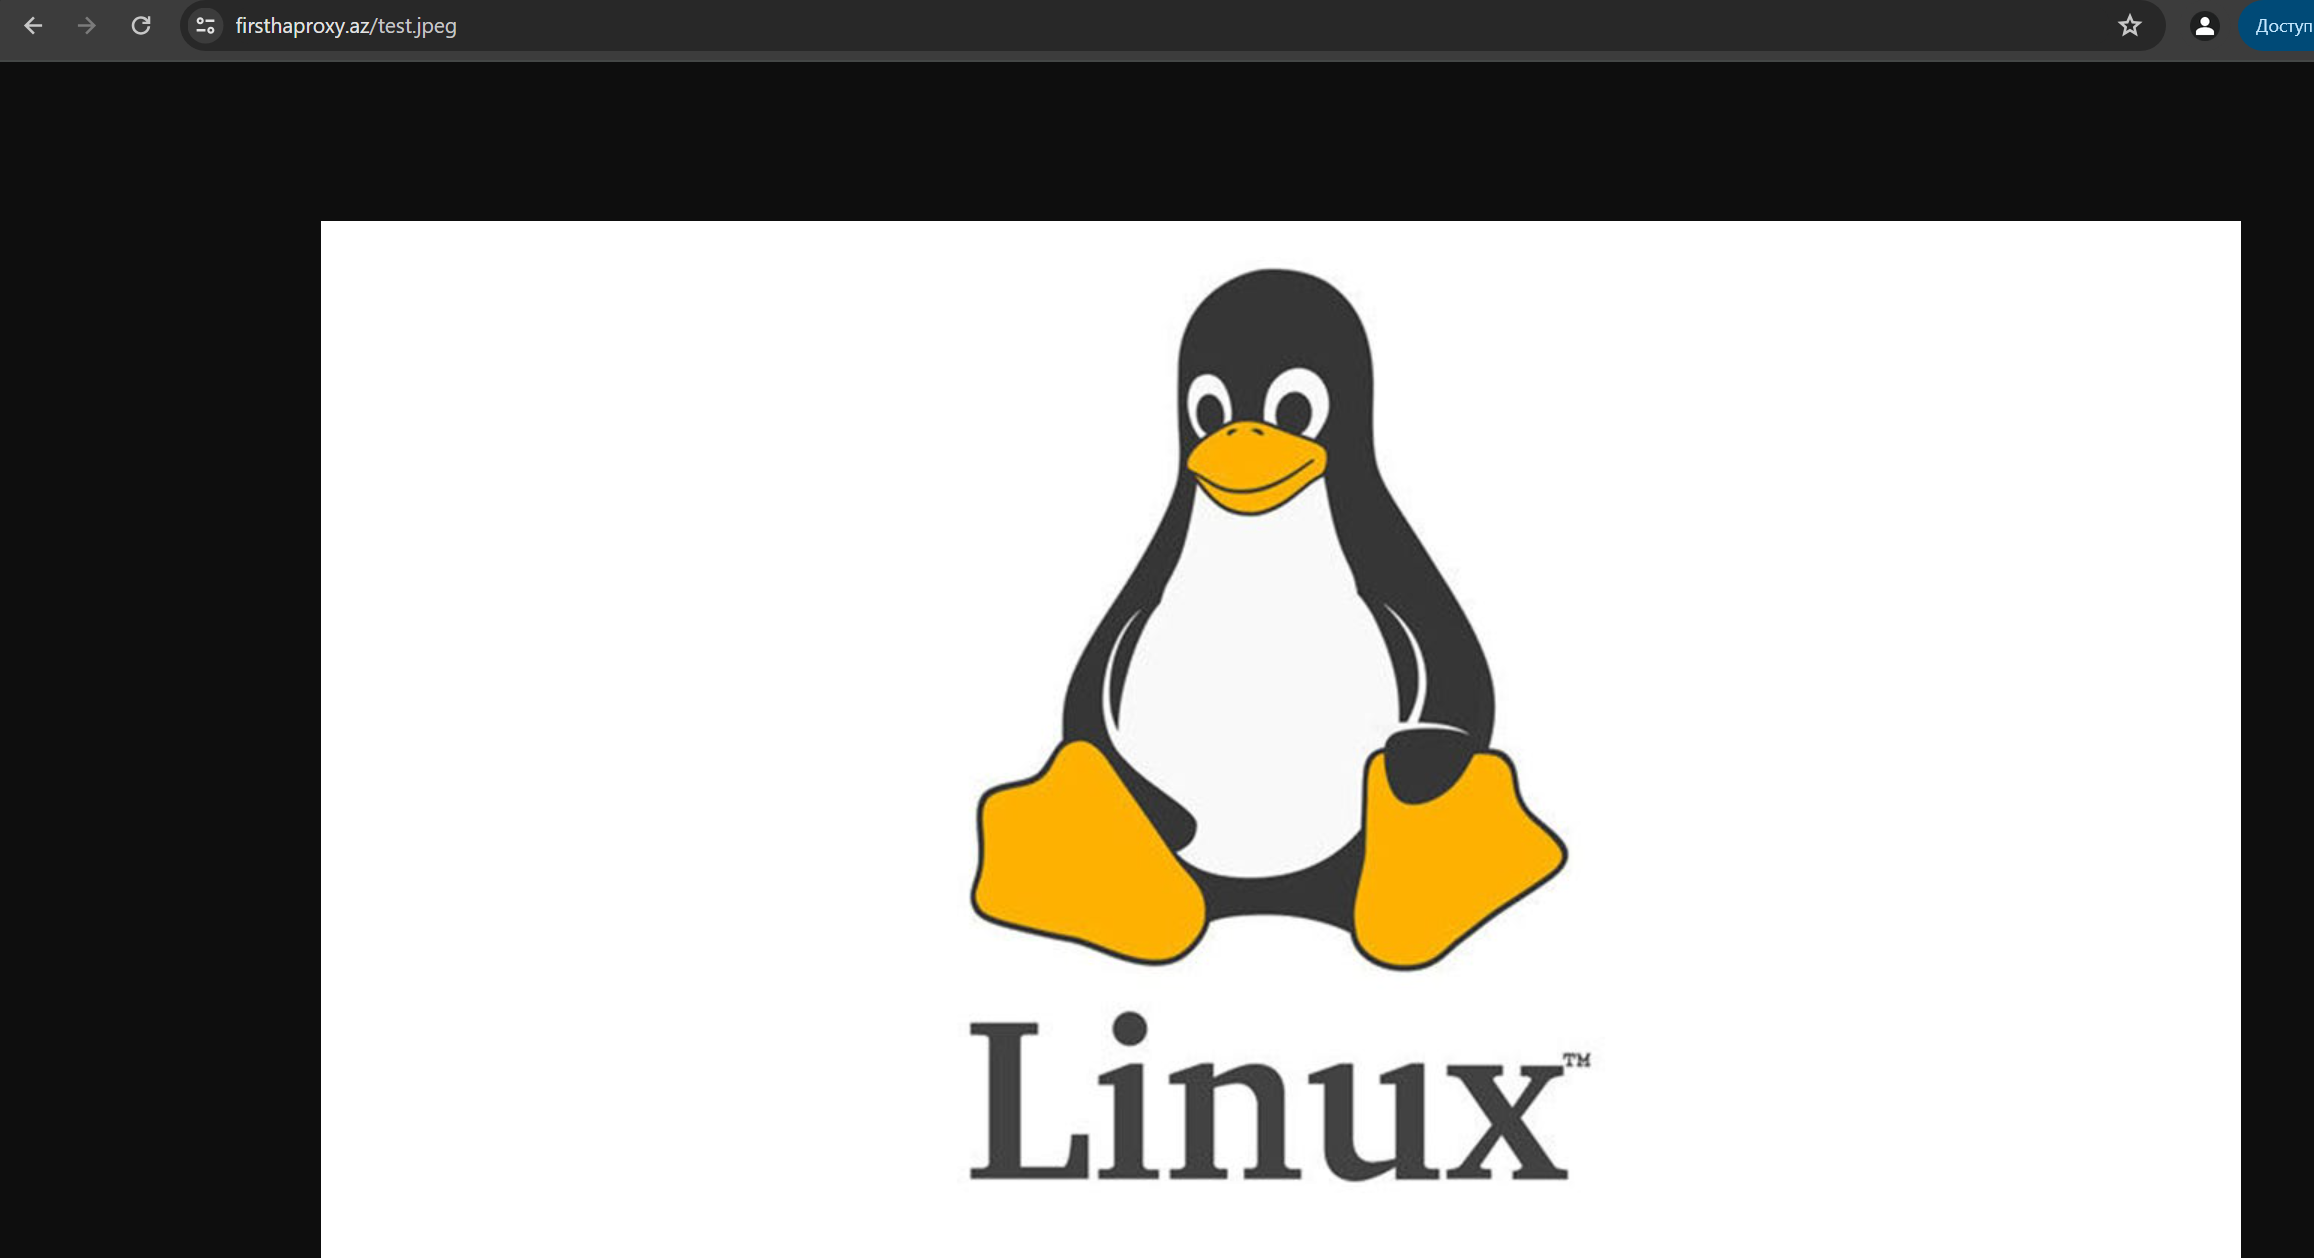 firsthaproxy.az/test.jpeg
Доступ
Linux™